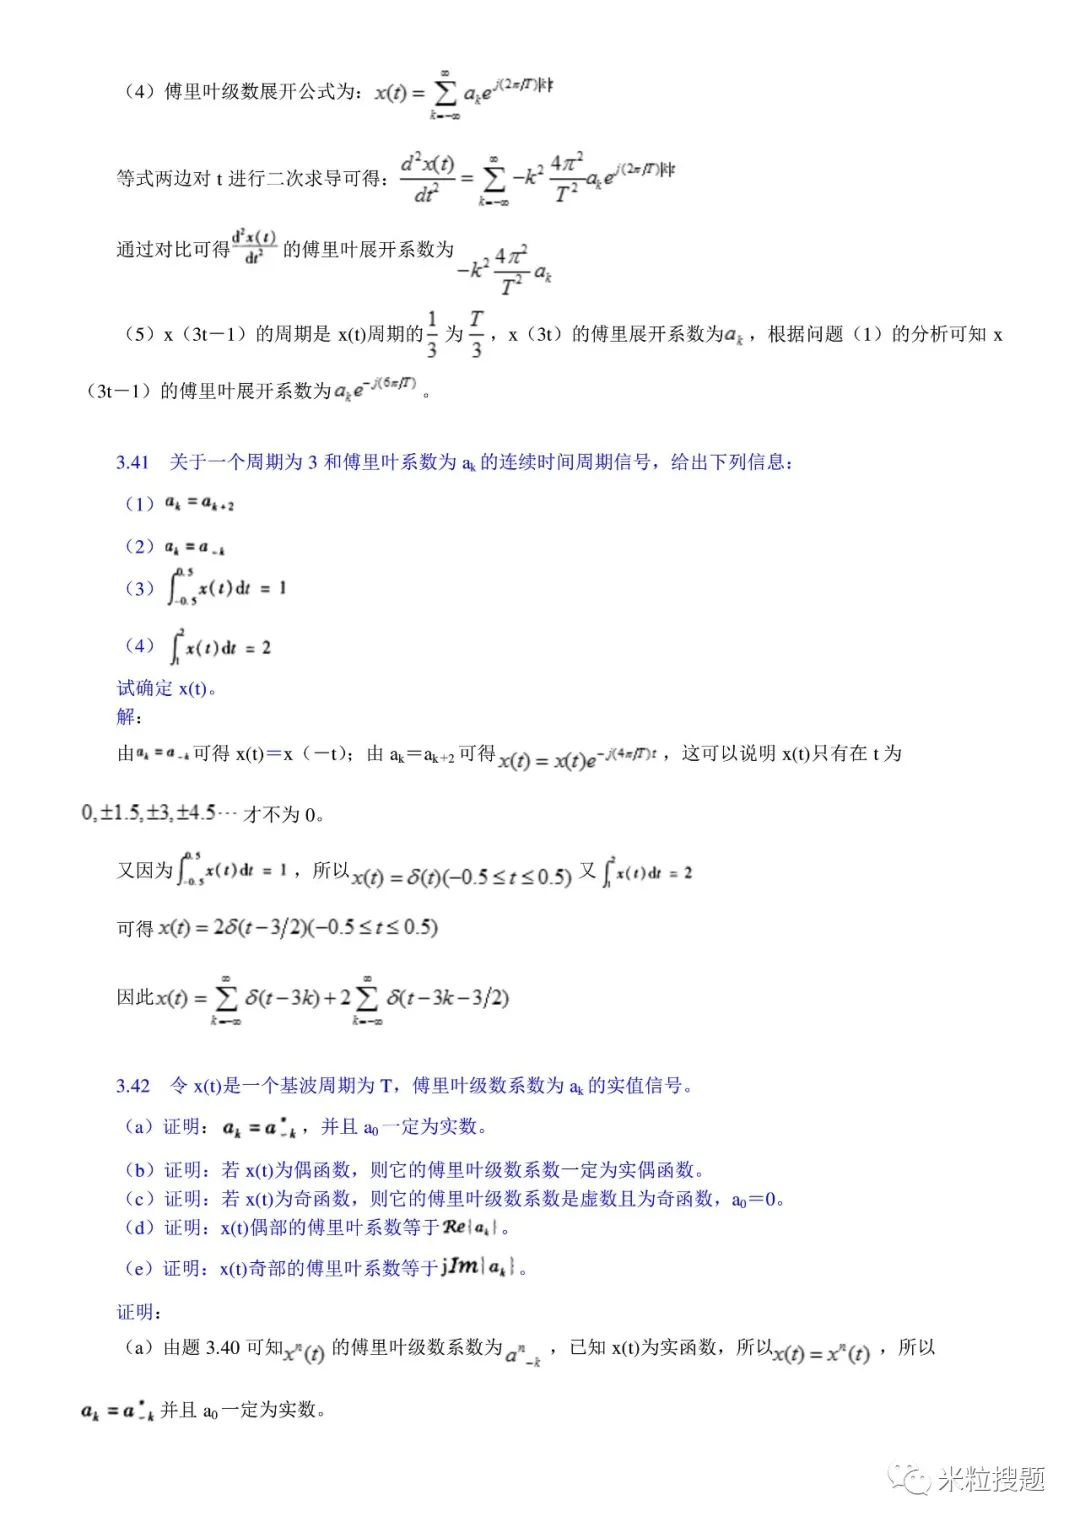 （4）傅里叶级数展开公式为：x(t) = ∑_{k=-∞}^{∞} a_k e^{j(2π/T)|k|t}
等式两边对 t 进行二次求导可得：d²x(t)/dt² = ∑_{k=-∞}^{∞} -k² 4π²/T² a_k e^{j(2π/T)|k|t}
通过对比可得 d²x(t)/dt² 的傅里叶展开系数为 -k² 4π²/T² a_k
（5）x（3t－1）的周期是 x(t)周期的 1/3 为 T/3，x（3t）的傅里展开系数为a_k，根据问题（1）的分析可知 x
（3t－1）的傅里叶展开系数为a_k e^{-j(6π/T)}。
3.41 关于一个周期为 3 和傅里叶系数为 a_k 的连续时间周期信号，给出下列信息：
（1）a_k = a_{k+2}
（2）a_k = a_{-k}
（3）∫_{-0.5}^{0.5} x(t)dt = 1
（4）∫_1^2 x(t)dt = 2
试确定 x(t)。
解：
由a_k = a_{-k}可得 x(t)=x（－t）；由 a_k＝a_{k+2} 可得x(t) = x(t)e^{-j(4π/T)t}，这可以说明 x(t)只有在 t 为
0,±1.5,±3,±4.5··· 才不为 0。
又因为∫_{-0.5}^{0.5} x(t)dt = 1，所以x(t) = δ(t)(−0.5≤t≤0.5) 又∫_1^2 x(t)dt = 2
可得 x(t) = 2δ(t−3/2)(−0.5≤t≤0.5)
因此x(t) = ∑_{k=-∞}^{∞} δ(t−3k)+2∑_{k=-∞}^{∞} δ(t−3k−3/2)
3.42 令 x(t)是一个基波周期为 T，傅里叶级数系数为 a_k 的实值信号。
（a）证明：a_k = a*_{-k}，并且 a_0 一定为实数。
（b）证明：若 x(t)为偶函数，则它的傅里叶级数系数一定为实偶函数。
（c）证明：若 x(t)为奇函数，则它的傅里叶级数系数是虚数且为奇函数，a_0＝0。
（d）证明：x(t)偶部的傅里叶系数等于Re{a_k}。
（e）证明：x(t)奇部的傅里叶系数等于jIm{a_k}。
证明：
（a）由题 3.40 可知x^n(t) 的傅里叶级数系数为 a^n_{-k}，已知 x(t)为实函数，所以x(t) = x^n(t)，所以
a_k = a*_{-k} 并且 a_0 一定为实数。
米粒搜题